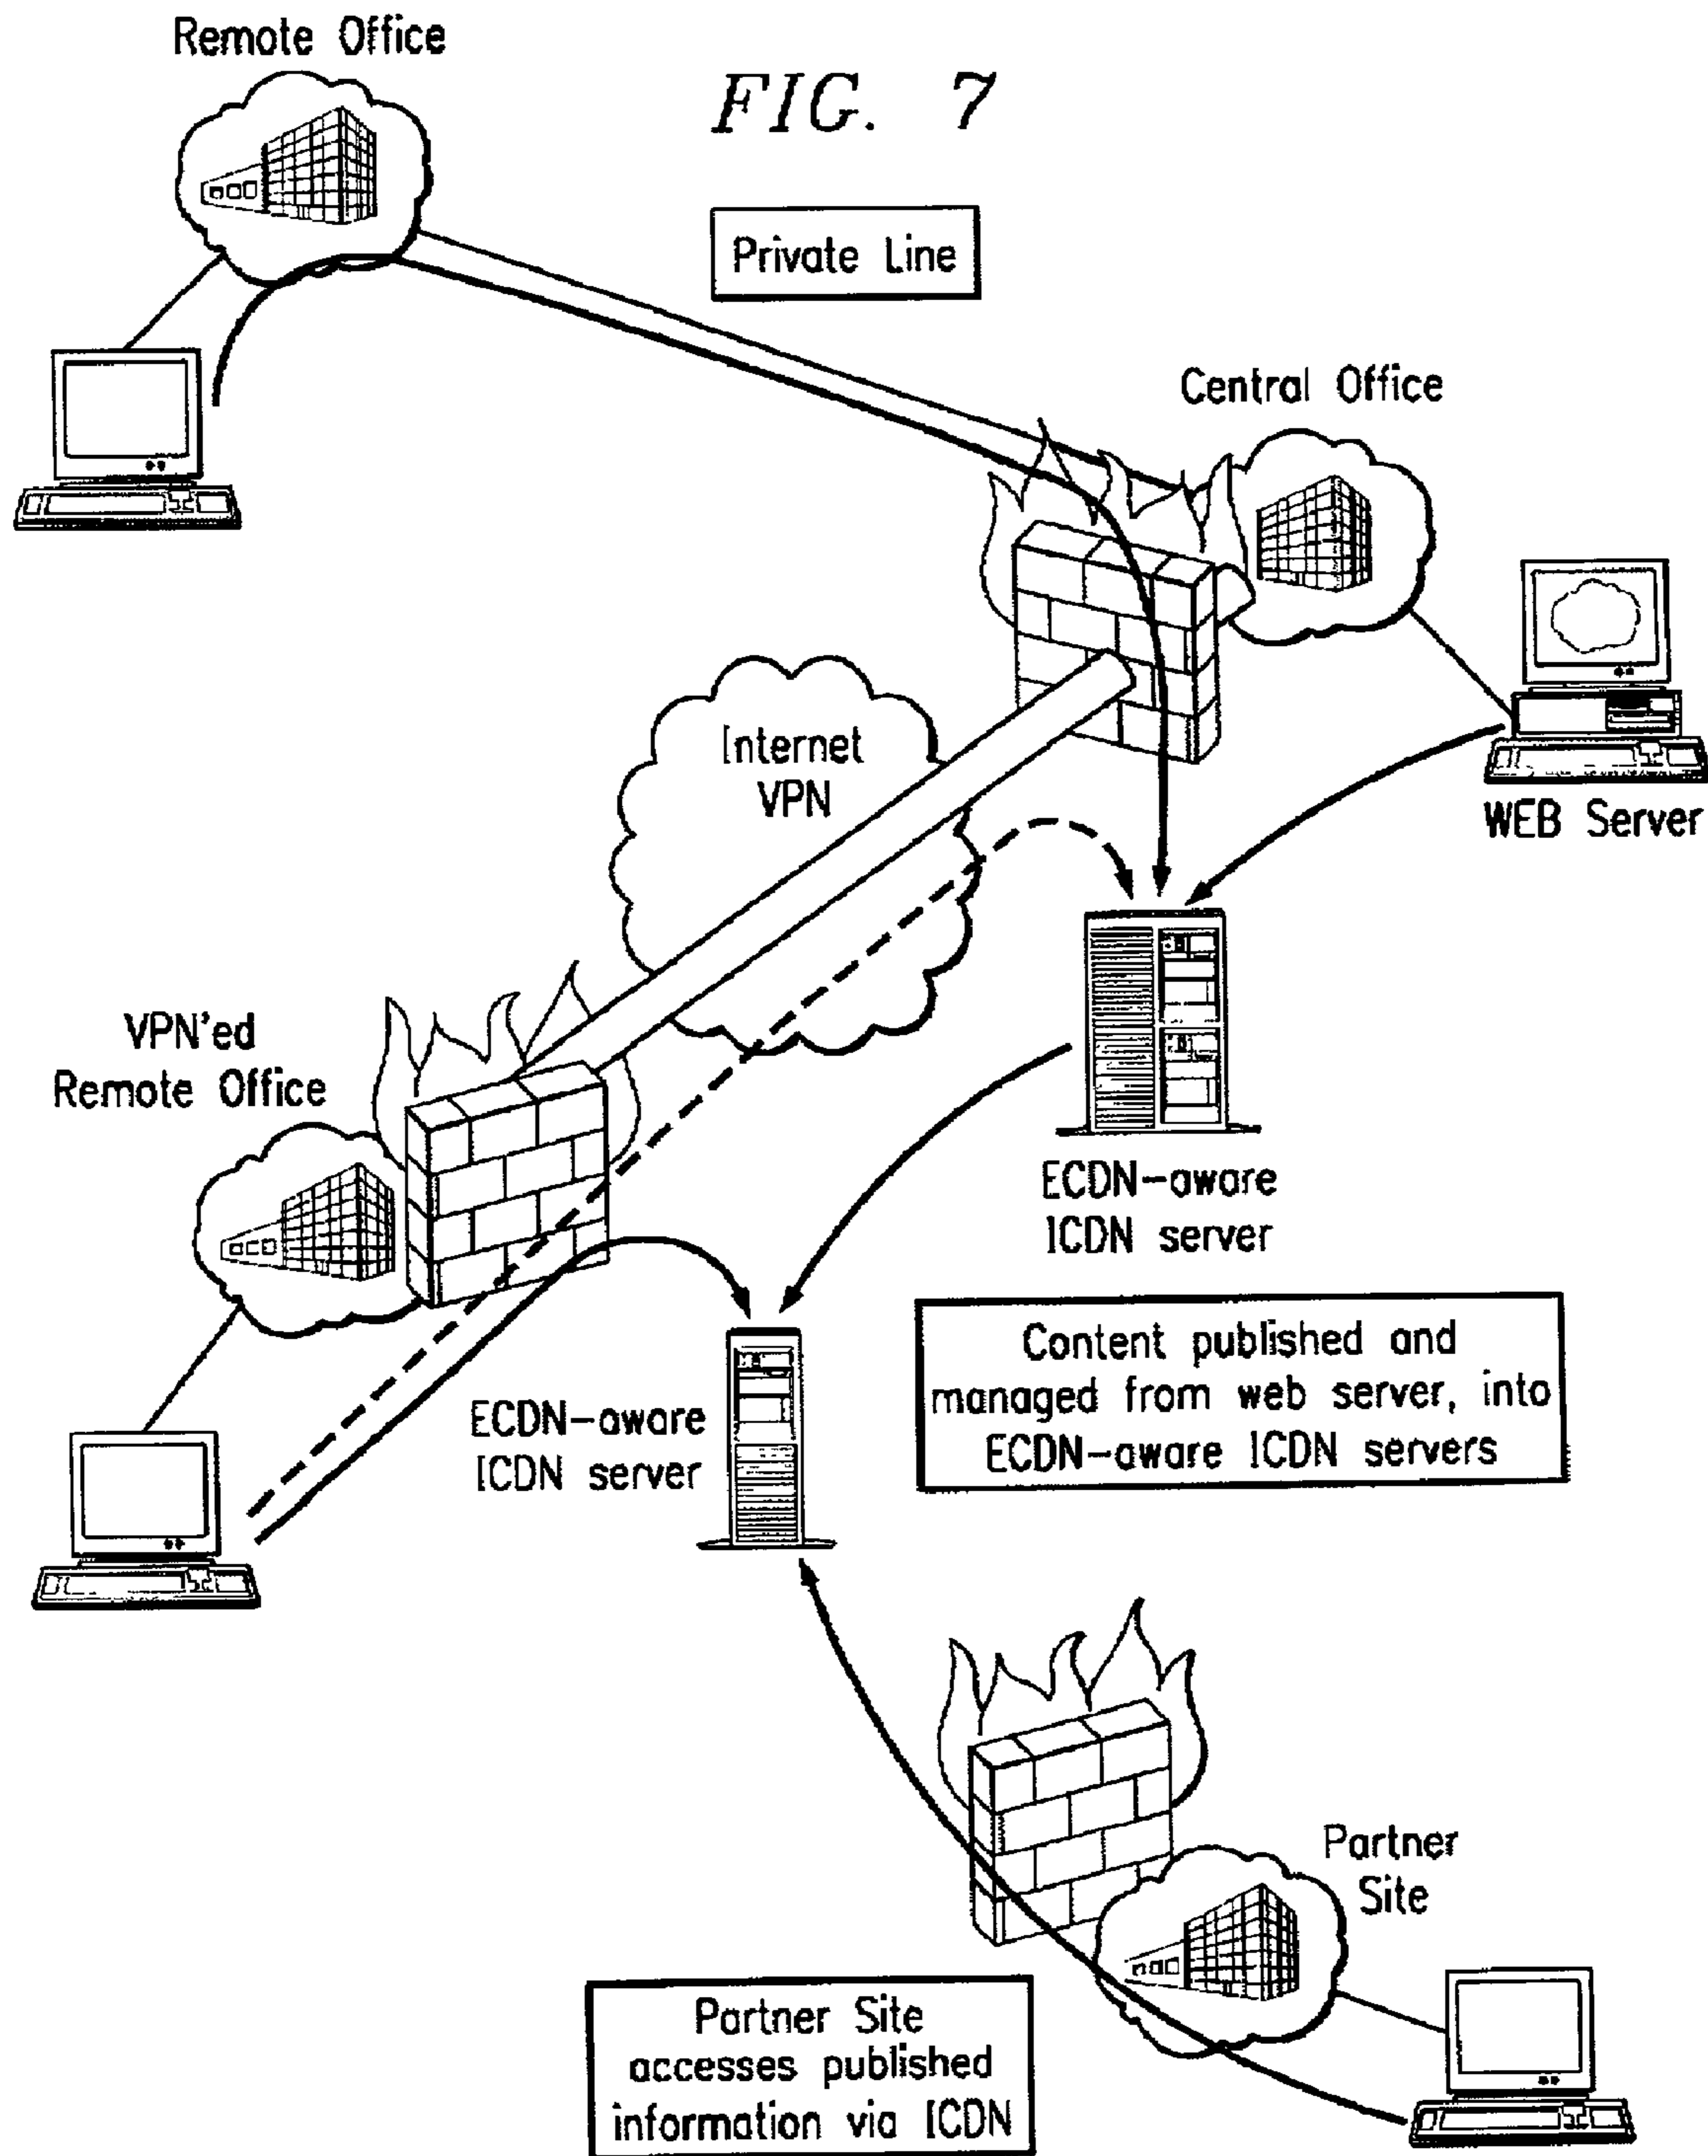 Remote Office
FIG. 7
Private Line
Central Office
Internet
VPN
WEB Server
VPN'ed
Remote Office
ECDN-aware
ICDN server
ECDN-aware
ICDN server
Content published and
managed from web server, into
ECDN-aware ICDN servers
Partner
Site
Partner Site
accesses published
information via ICDN